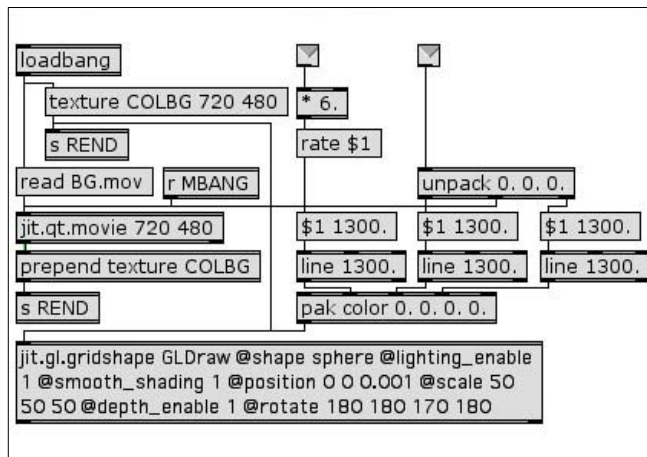 loadbang
texture COLBG 720 480
* 6.
s REND
rate $1
read BG.mov
r MBANG
unpack 0. 0. 0.
jit.qt.movie 720 480
$1 1300.
$1 1300.
$1 1300.
prepend texture COLBG
line 1300.
line 1300.
line 1300.
s REND
pak color 0. 0. 0. 0.
jit.gl.gridshape GLDraw @shape sphere @lighting_enable
1 @smooth_shading 1 @position 0 0 0.001 @scale 50
50 50 @depth_enable 1 @rotate 180 180 170 180